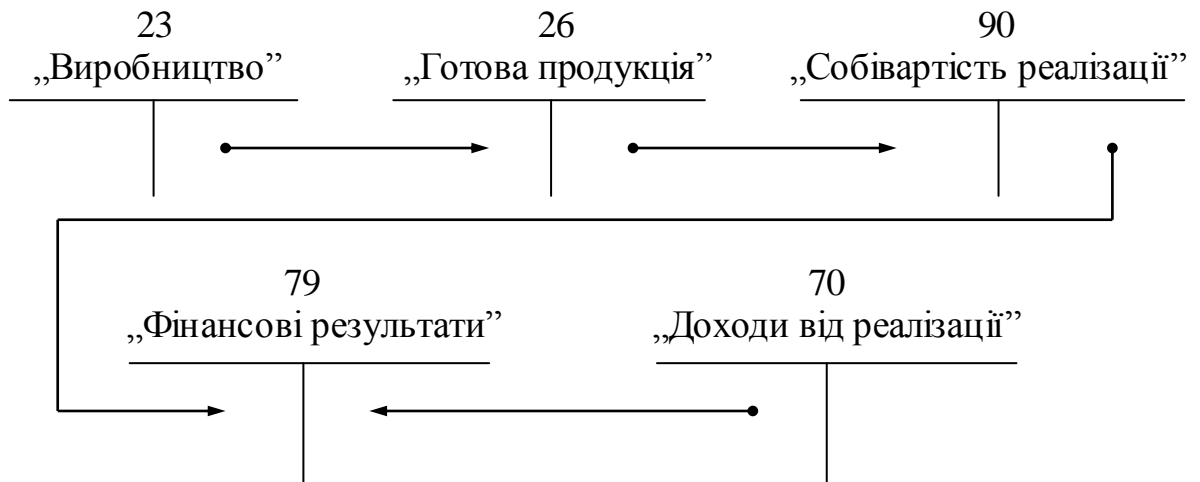 23
„Виробництво”
26
„Готова продукція”
90
„Собівартість реалізації”
79
„Фінансові результати”
70
„Доходи від реалізації”